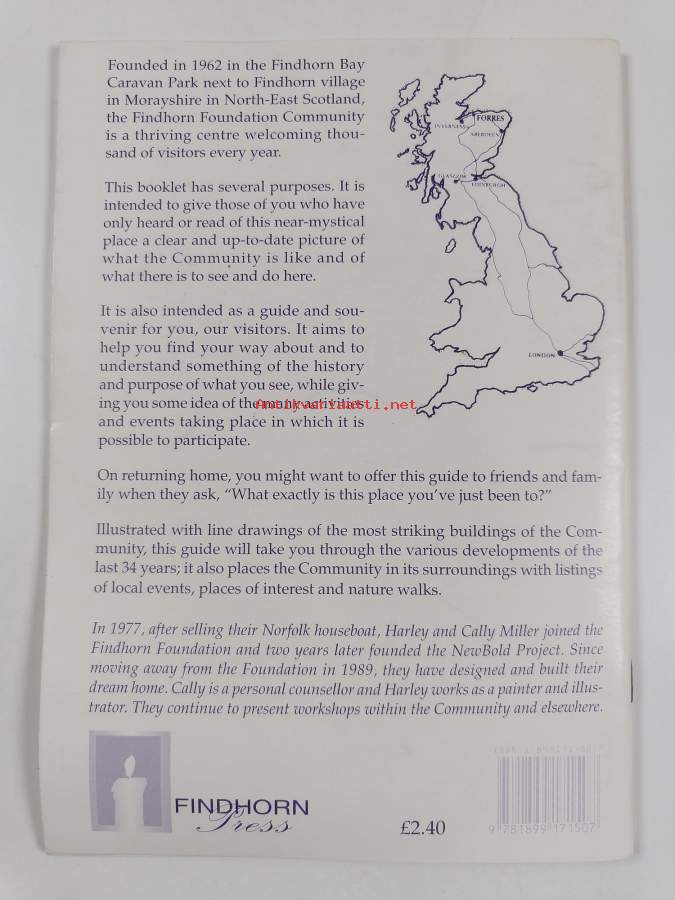 Founded in 1962 in the Findhorn Bay
Caravan Park next to Findhorn village
in Morayshire in North-East Scotland,
the Findhorn Foundation Community
is a thriving centre welcoming thou-
sand of visitors every year.
This booklet has several purposes. It is
intended to give those of you who have
only heard or read of this near-mystical
place a clear and up-to-date picture of
what the Community is like and of
what there is to see and do here.
It is also intended as a guide and sou-
venir for you, our visitors. It aims to
help you find your way about and to
understand something of the history
and purpose of what you see, while giv-
ing you some idea of the many activities
and events taking place in which it is
possible to participate.
FORRES
INVERNESS
ABERDEEN
GLASGOW
EDINBURGH
LONDON
Antikvariaatti.net
On returning home, you might want to offer this guide to friends and fam-
ily when they ask, “What exactly is this place you’ve just been to?”
Illustrated with line drawings of the most striking buildings of the Com-
munity, this guide will take you through the various developments of the
last 34 years; it also places the Community in its surroundings with listings
of local events, places of interest and nature walks.
In 1977, after selling their Norfolk houseboat, Harley and Cally Miller joined the
Findhorn Foundation and two years later founded the NewBold Project. Since
moving away from the Foundation in 1989, they have designed and built their
dream home. Cally is a personal counsellor and Harley works as a painter and illus-
trator. They continue to present workshops within the Community and elsewhere.
FINDHORN
Press
£2.40
9 781899 171507